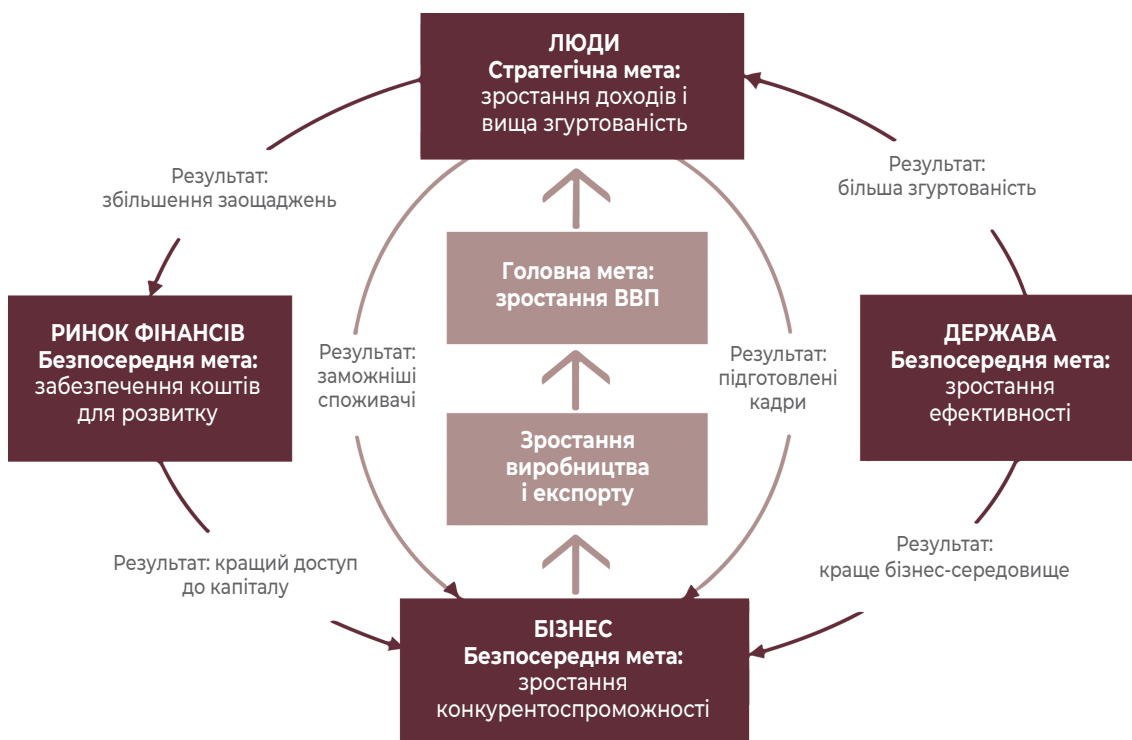 ЛЮДИ
Стратегічна мета:
зростання доходів і
вища згуртованість
Результат:
збільшення заощаджень
Результат:
більша згуртованість
Головна мета:
зростання ВВП
РИНОК ФІНАНСІВ
Безпосередня мета:
забезпечення коштів
для розвитку
Результат:
заможніші
споживачі
Результат:
підготовлені
кадри
ДЕРЖАВА
Безпосередня мета:
зростання
ефективності
Зростання
виробництва
і експорту
Результат: кращий доступ
до капіталу
Результат:
краще бізнес-середовище
БІЗНЕС
Безпосередня мета:
зростання
конкурентоспроможності